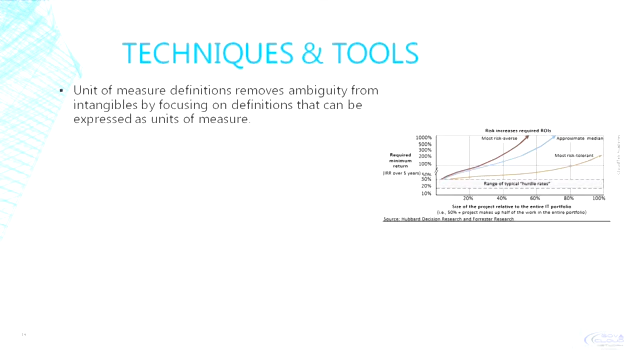 TECHNIQUES & TOOLS
• Unit of measure definitions removes ambiguity from
intangibles by focusing on definitions that can be
expressed as units of measure.
Risk increases required ROIs
Most risk-averse
Approximate median
Most risk-tolerant
Required
minimum
return
(IRR over 5 years)
1000%
500%
300%
200%
100%
50%
30%
20%
10%
Range of typical "hurdle rates"
20%
40%
60%
80%
100%
Size of the project relative to the entire IT portfolio
(i.e., 50% = project makes up half of the work in the entire portfolio)
Source: Hubbard Decision Research and Forrester Research